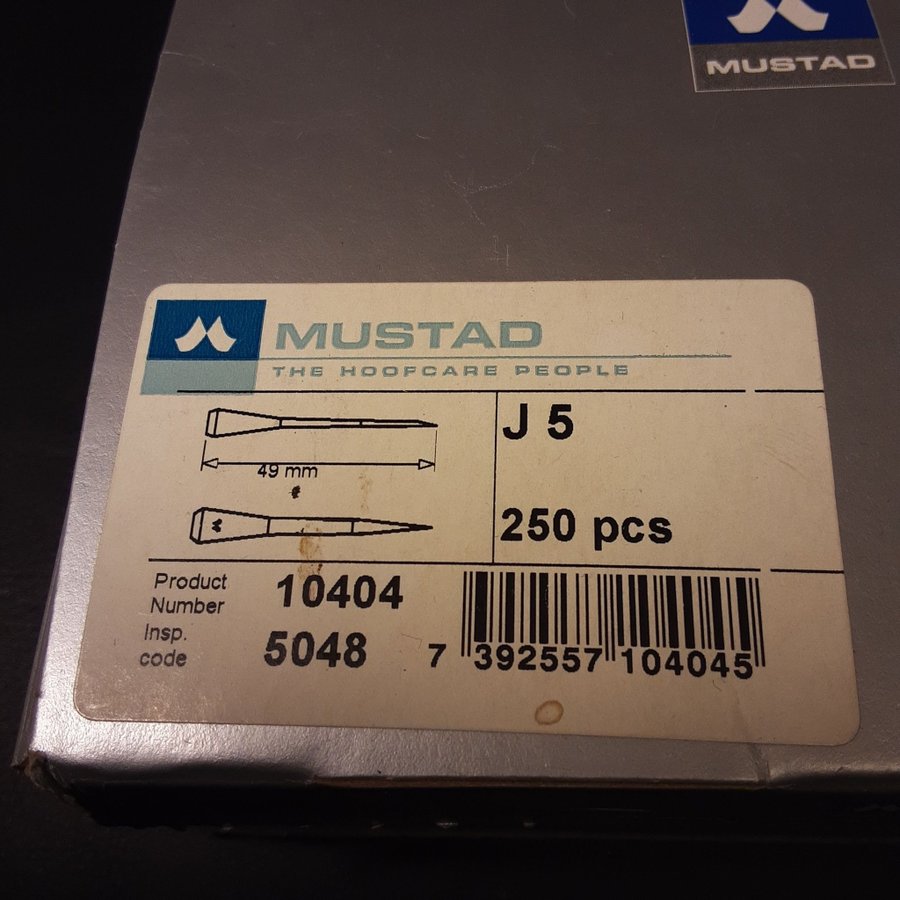 MUSTAD
MUSTAD
THE HOOFCARE PEOPLE
49 mm
J 5
250 pcs
Product Number 10404
Insp. code 5048
7 392557 104045